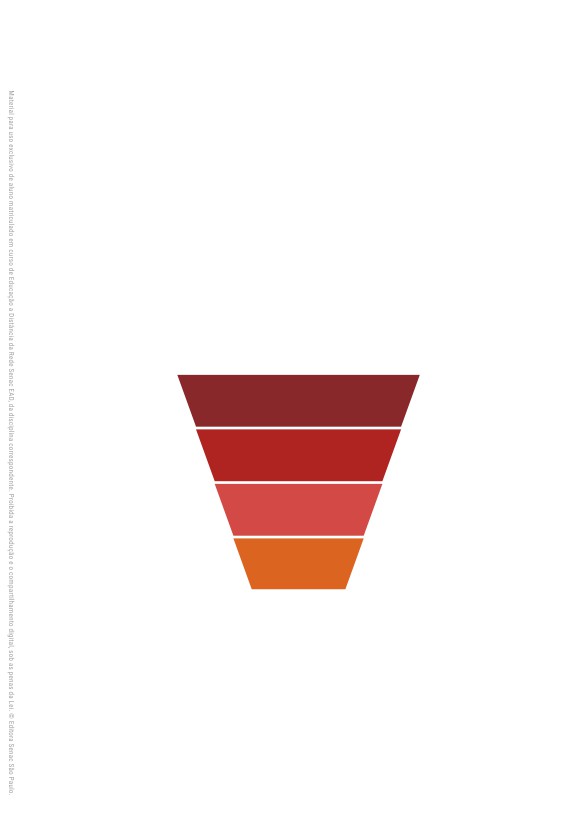 Material para uso exclusivo de aluno matriculado em curso de Educação a Distância da Rede Senac EAD, da disciplina correspondente. Proibida a reprodução e o compartilhamento digital, sob as penas da Lei. © Editora Senac São Paulo.